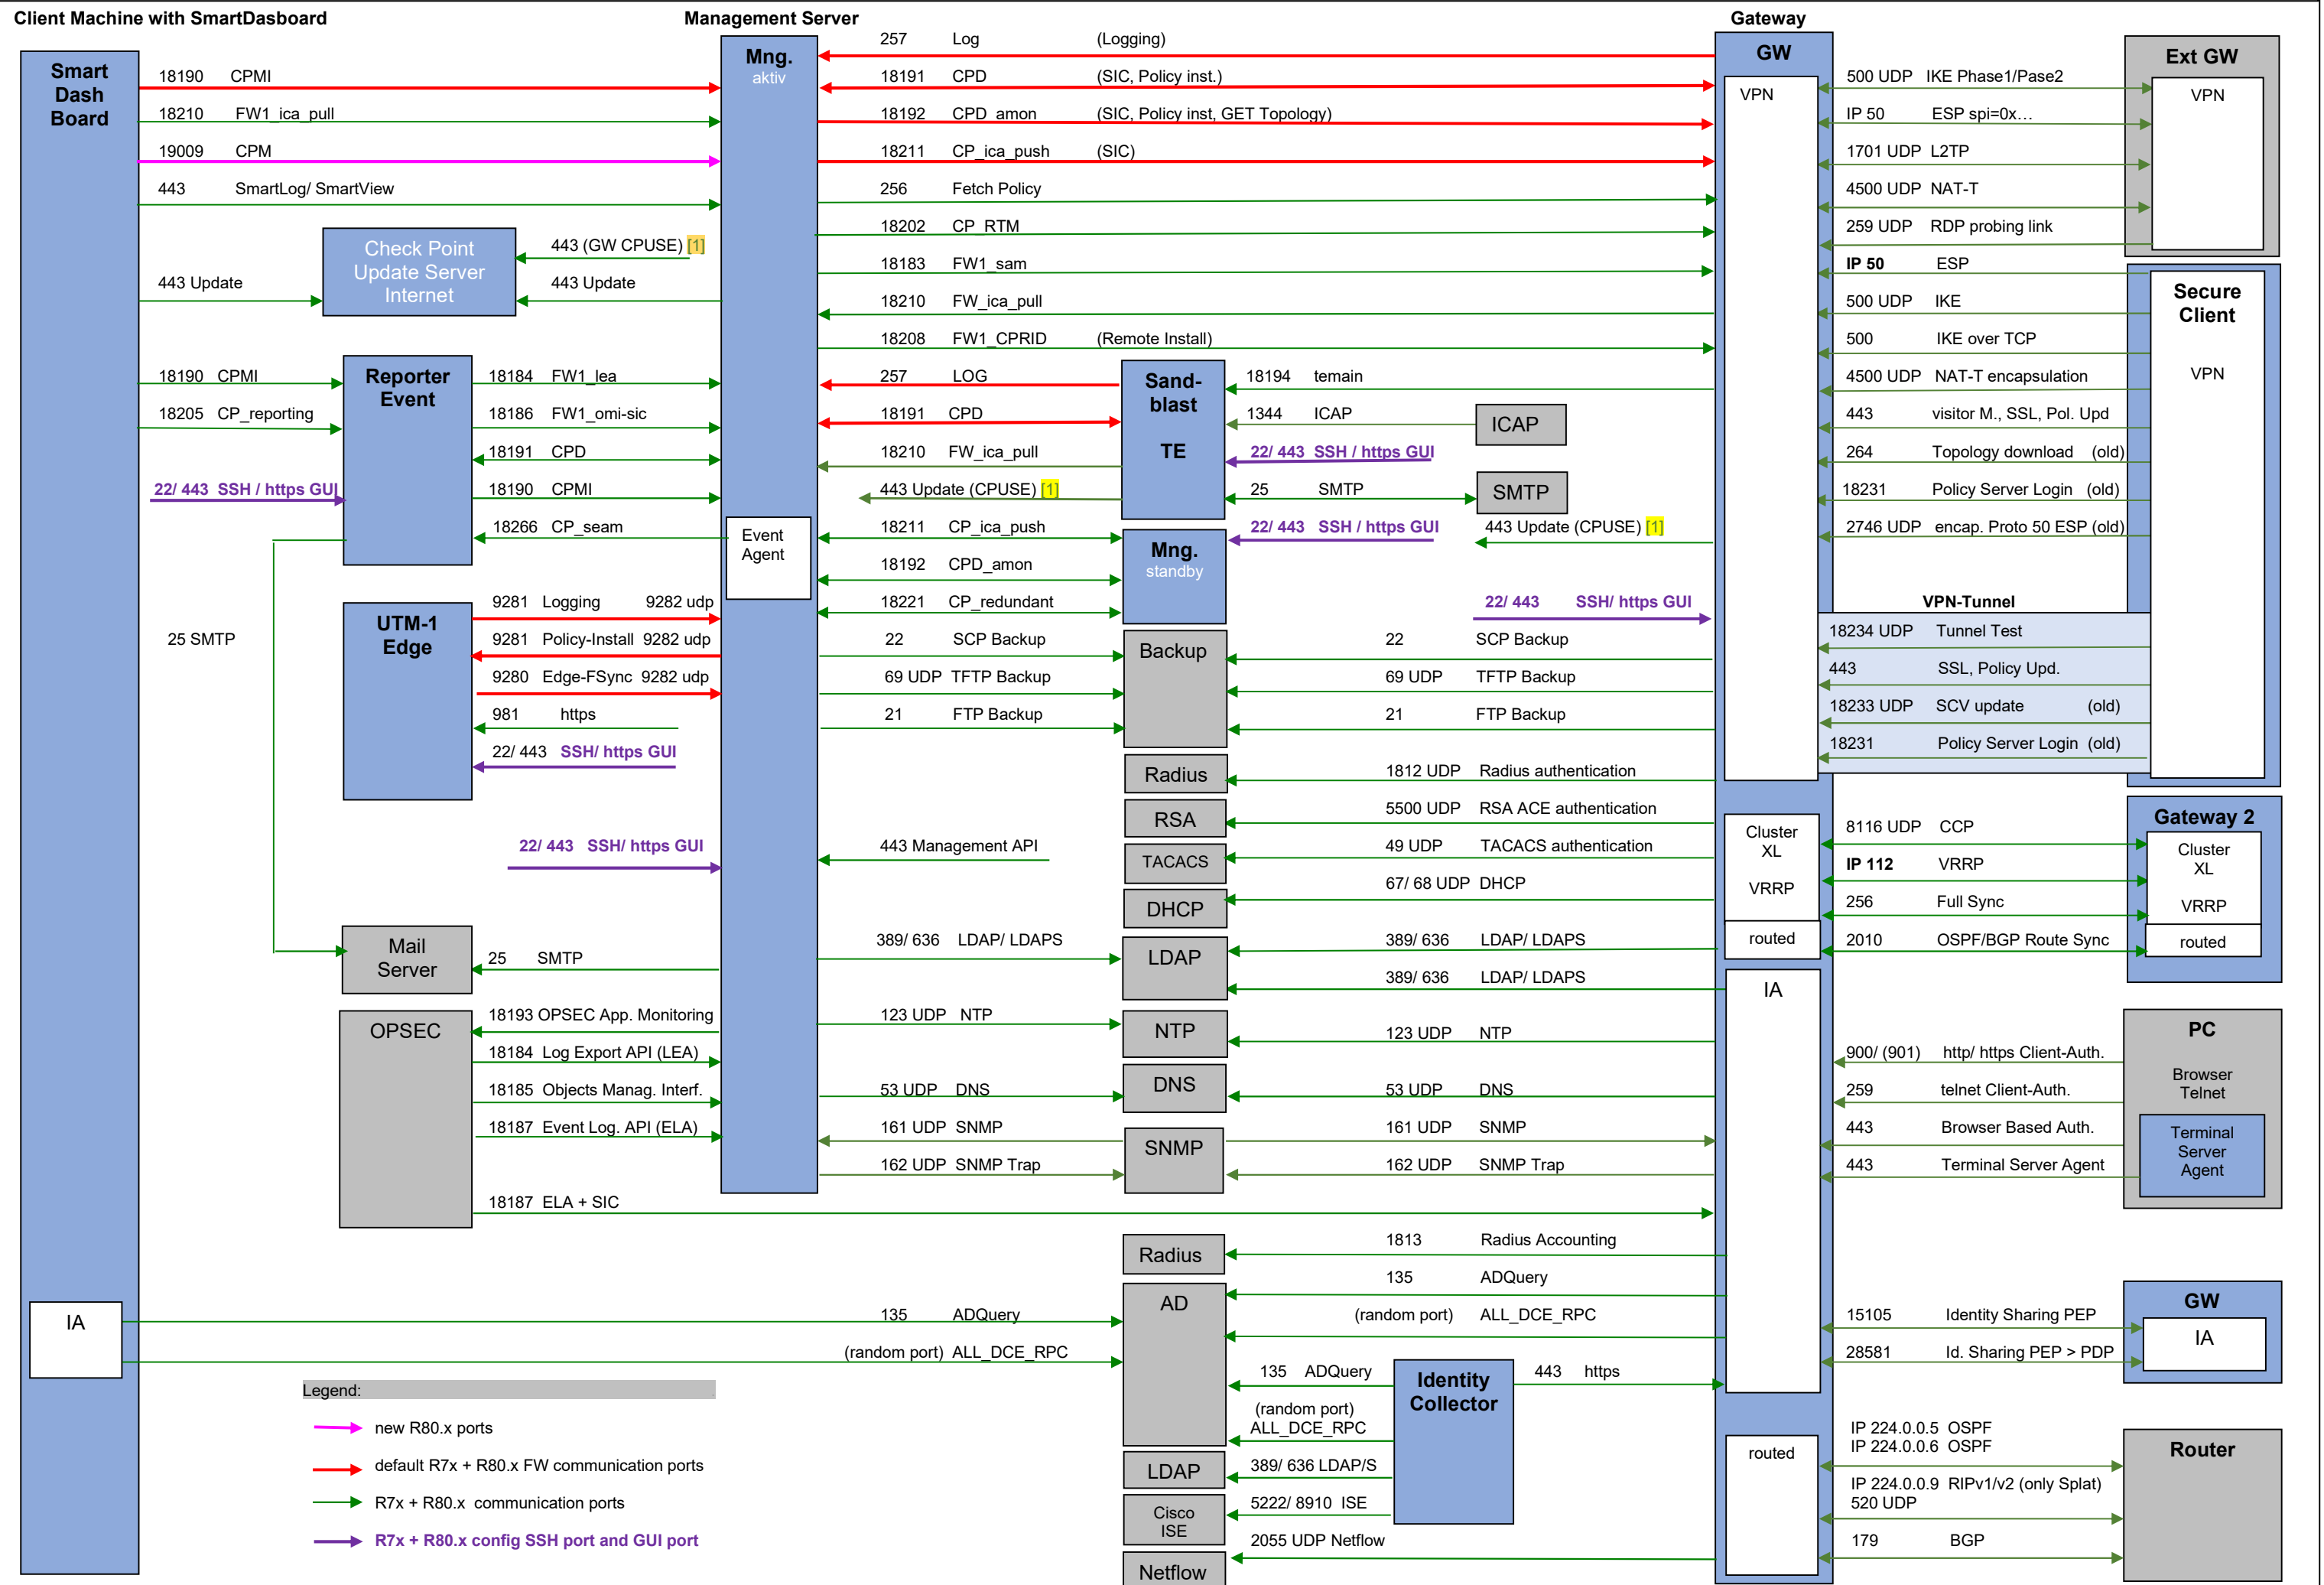 Client Machine with SmartDasboard
Management Server
Gateway
Smart
Dash
Board
18190 CPMI
18210 FW1_ica_pull
19009 CPM
443 SmartLog/ SmartView
Check Point
Update Server
Internet
443 (GW CPUSE) [1]
443 Update
443 Update
18190 CPMI
18205 CP_reporting
22/ 443 SSH / https GUI
Reporter
Event
18184 FW1_lea
18186 FW1_omi-sic
18191 CPD
18190 CPMI
18266 CP_seam
25 SMTP
UTM-1
Edge
9281 Logging 9282 udp
9281 Policy-Install 9282 udp
9280 Edge-FSync 9282 udp
981 https
22/ 443 SSH/ https GUI
22/ 443 SSH/ https GUI
Mail
Server
25 SMTP
OPSEC
18193 OPSEC App. Monitoring
18184 Log Export API (LEA)
18185 Objects Manag. Interf.
18187 Event Log. API (ELA)
18187 ELA + SIC
IA
Legend:
new R80.x ports
default R7x + R80.x FW communication ports
R7x + R80.x communication ports
R7x + R80.x config SSH port and GUI port
Mng.
aktiv
Event
Agent
257 Log (Logging)
18191 CPD (SIC, Policy inst.)
18192 CPD_amon (SIC, Policy inst, GET Topology)
18211 CP_ica_push (SIC)
256 Fetch Policy
18202 CP_RTM
18183 FW1_sam
18210 FW_ica_pull
18208 FW1_CPRID (Remote Install)
257 LOG
18191 CPD
18210 FW_ica_pull
443 Update (CPUSE) [1]
18211 CP_ica_push
18192 CPD_amon
18221 CP_redundant
22 SCP Backup
69 UDP TFTP Backup
21 FTP Backup
443 Management API
389/ 636 LDAP/ LDAPS
123 UDP NTP
53 UDP DNS
161 UDP SNMP
162 UDP SNMP Trap
135 ADQuery
(random port) ALL_DCE_RPC
Sand-
blast
TE
Mng.
standby
Backup
Radius
RSA
TACACS
DHCP
LDAP
NTP
DNS
SNMP
Radius
AD
LDAP
Cisco
ISE
Netflow
18194 temain
1344 ICAP
ICAP
22/ 443 SSH / https GUI
25 SMTP
SMTP
22/ 443 SSH / https GUI
443 Update (CPUSE) [1]
22/ 443 SSH/ https GUI
22 SCP Backup
69 UDP TFTP Backup
21 FTP Backup
1812 UDP Radius authentication
5500 UDP RSA ACE authentication
49 UDP TACACS authentication
67/ 68 UDP DHCP
389/ 636 LDAP/ LDAPS
389/ 636 LDAP/ LDAPS
123 UDP NTP
53 UDP DNS
161 UDP SNMP
162 UDP SNMP Trap
1813 Radius Accounting
135 ADQuery
(random port) ALL_DCE_RPC
135 ADQuery
(random port)
ALL_DCE_RPC
389/ 636 LDAP/S
5222/ 8910 ISE
2055 UDP Netflow
Identity
Collector
443 https
GW
VPN
Cluster
XL
VRRP
routed
IA
routed
500 UDP IKE Phase1/Pase2
IP 50 ESP spi=0x…
1701 UDP L2TP
4500 UDP NAT-T
259 UDP RDP probing link
Ext GW
VPN
IP 50 ESP
500 UDP IKE
500 IKE over TCP
4500 UDP NAT-T encapsulation
443 visitor M., SSL, Pol. Upd
264 Topology download (old)
18231 Policy Server Login (old)
2746 UDP encap. Proto 50 ESP (old)
Secure
Client
VPN
VPN-Tunnel
18234 UDP Tunnel Test
443 SSL, Policy Upd.
18233 UDP SCV update (old)
18231 Policy Server Login (old)
8116 UDP CCP
IP 112 VRRP
256 Full Sync
2010 OSPF/BGP Route Sync
Gateway 2
Cluster
XL
VRRP
routed
900/ (901) http/ https Client-Auth.
259 telnet Client-Auth.
443 Browser Based Auth.
443 Terminal Server Agent
PC
Browser
Telnet
Terminal
Server
Agent
15105 Identity Sharing PEP
28581 Id. Sharing PEP > PDP
GW
IA
IP 224.0.0.5 OSPF
IP 224.0.0.6 OSPF
IP 224.0.0.9 RIPv1/v2 (only Splat)
520 UDP
179 BGP
Router